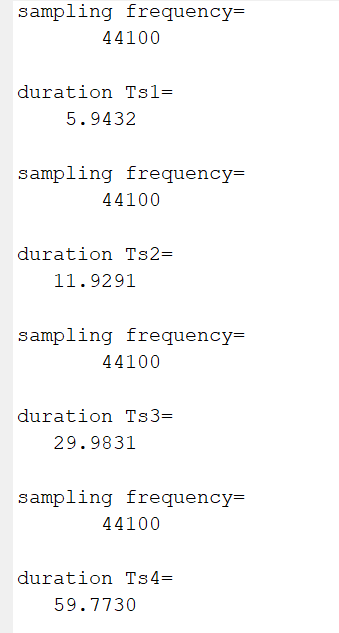 sampling frequency=
44100
duration Ts1=
5.9432
sampling frequency=
44100
duration Ts2=
11.9291
sampling frequency=
44100
duration Ts3=
29.9831
sampling frequency=
44100
duration Ts4=
59.7730